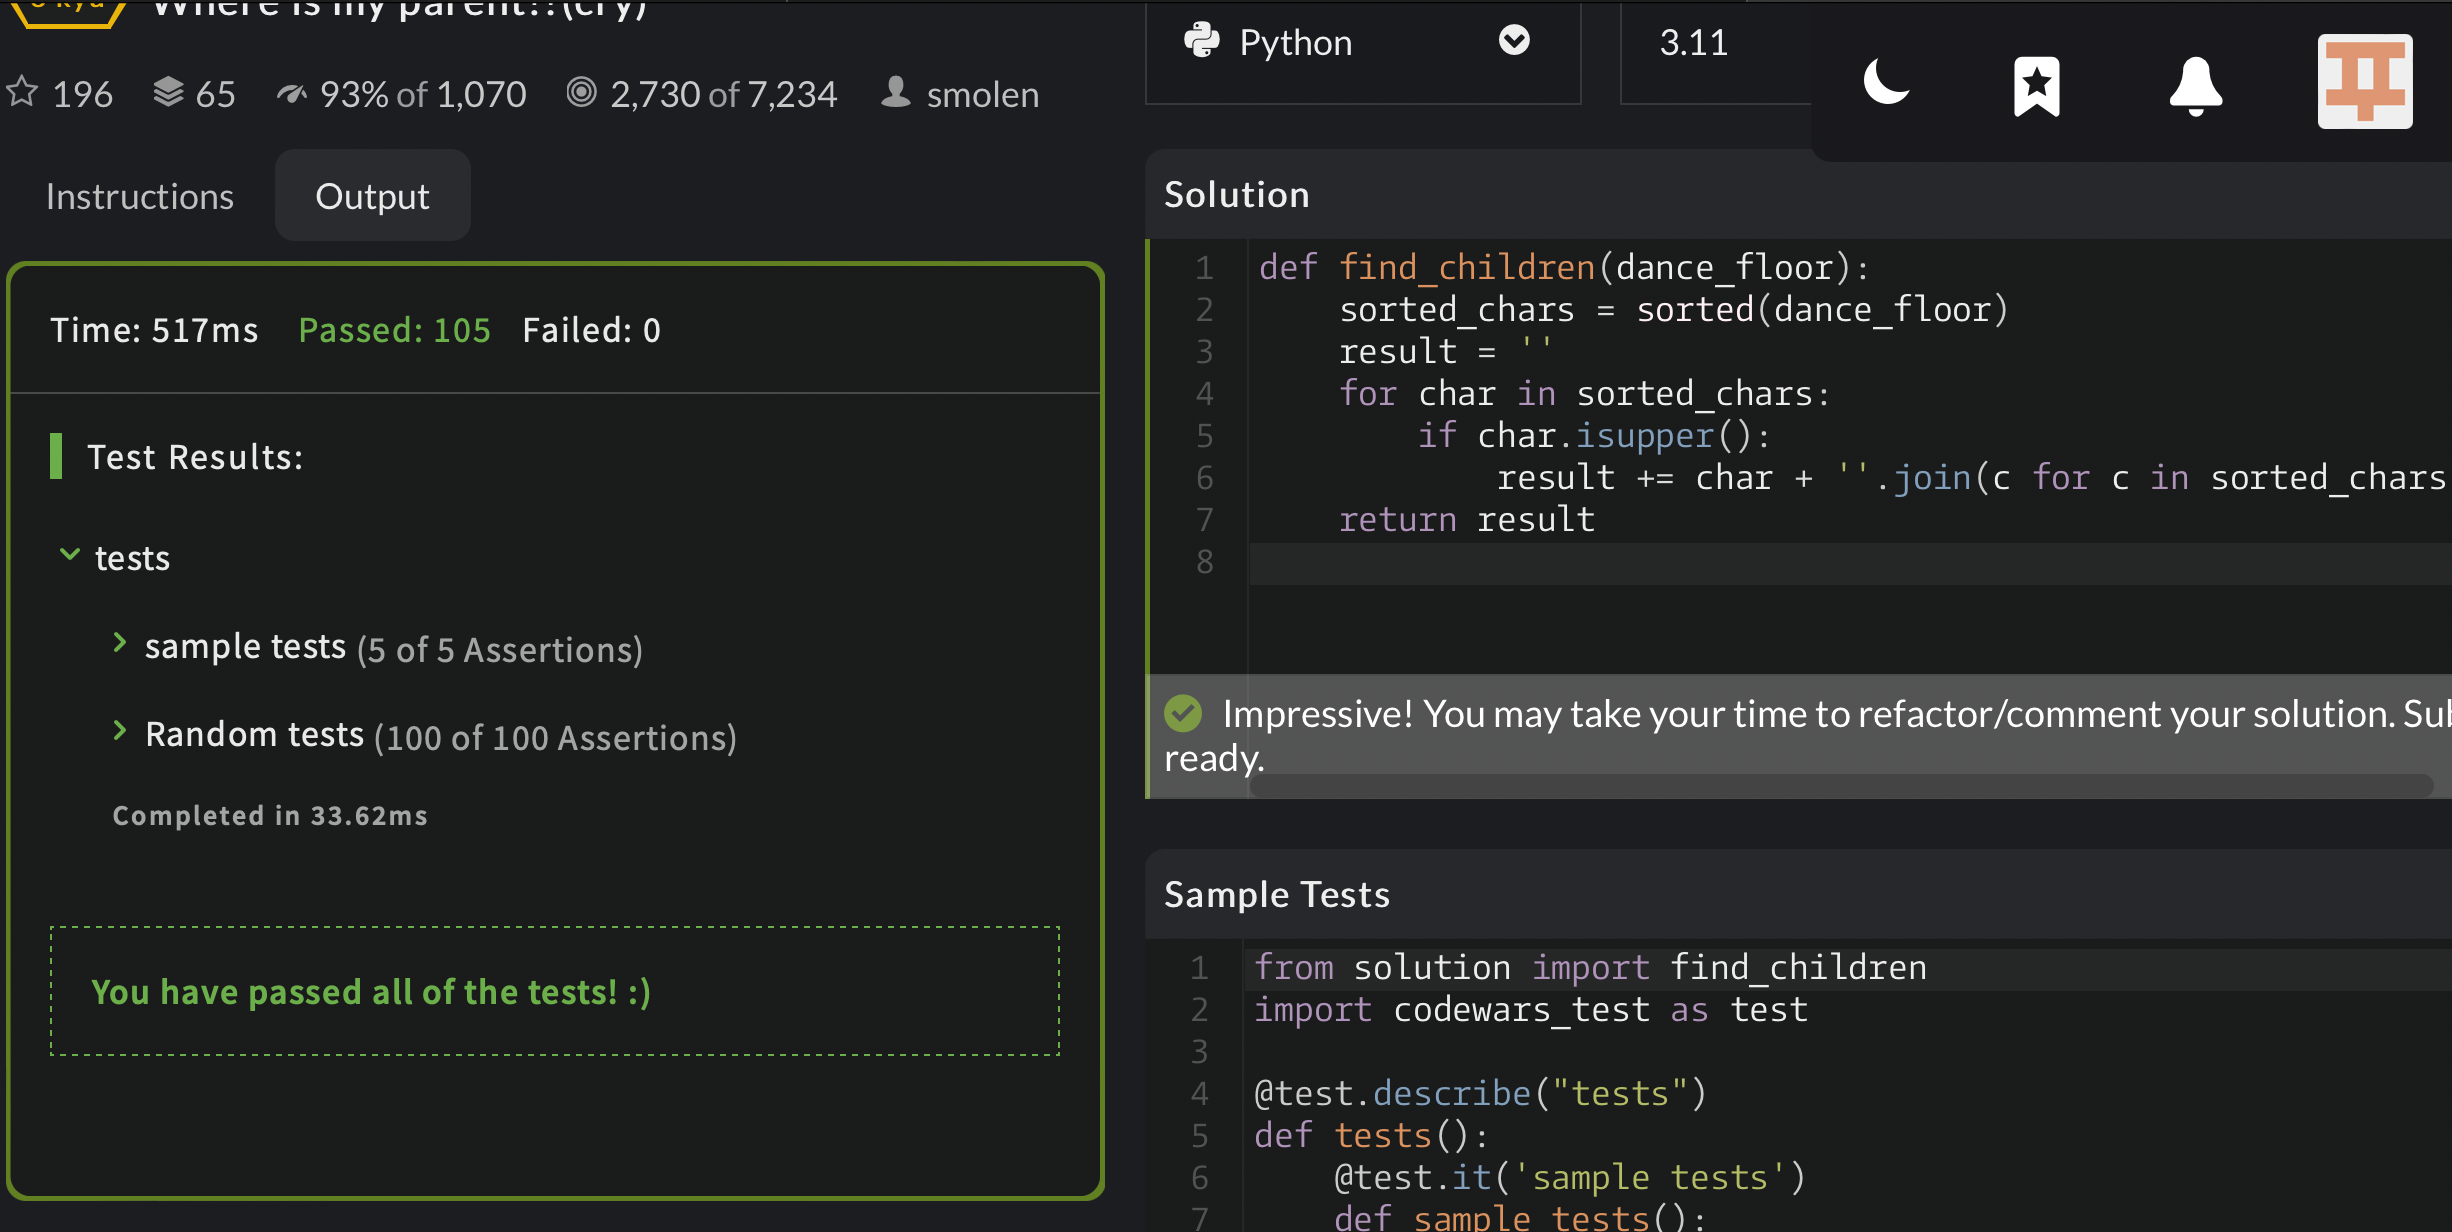 Where is my parent!?(cry)
196 65 93% of 1,070 2,730 of 7,234 smolen
Instructions Output
Time: 517ms Passed: 105 Failed: 0
Test Results:
tests
sample tests (5 of 5 Assertions)
Random tests (100 of 100 Assertions)
Completed in 33.62ms
You have passed all of the tests! :)
Python 3.11
Solution
1 def find_children(dance_floor):
2 sorted_chars = sorted(dance_floor)
3 result = ''
4 for char in sorted_chars:
5 if char.isupper():
6 result += char + ''.join(c for c in sorted_chars
7 return result
8
Impressive! You may take your time to refactor/comment your solution.
ready.
Sample Tests
1 from solution import find_children
2 import codewars_test as test
3
4 @test.describe("tests")
5 def tests():
6 @test.it('sample tests')
7 def sample_tests():